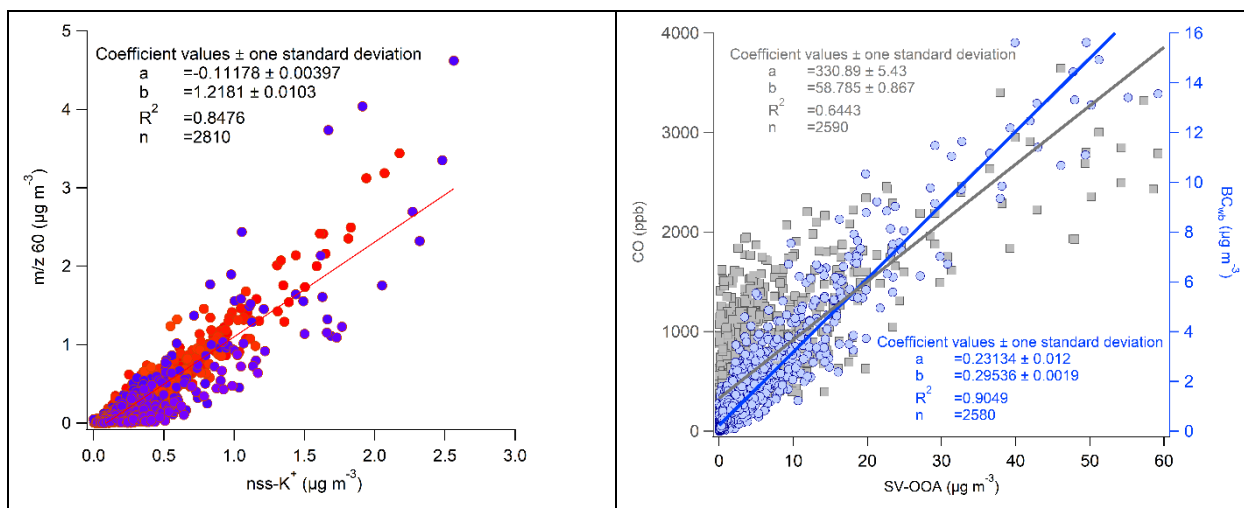 5
4
3
2
1
0
m/z 60 (µg m⁻³)
Coefficient values ± one standard deviation
a =-0.11178 ± 0.00397
b =1.2181 ± 0.0103
R² =0.8476
n =2810
0.0 0.5 1.0 1.5 2.0 2.5 3.0
nss-K⁺ (µg m⁻³)
4000
3000
2000
1000
0
CO (ppb)
Coefficient values ± one standard deviation
a =330.89 ± 5.43
b =58.785 ± 0.867
R² =0.6443
n =2590
Coefficient values ± one standard deviation
a =0.23134 ± 0.012
b =0.29536 ± 0.0019
R² =0.9049
n =2580
16
14
12
10
8
6
4
2
0
BCwb (µg m⁻³)
0 10 20 30 40 50 60
SV-OOA (µg m⁻³)